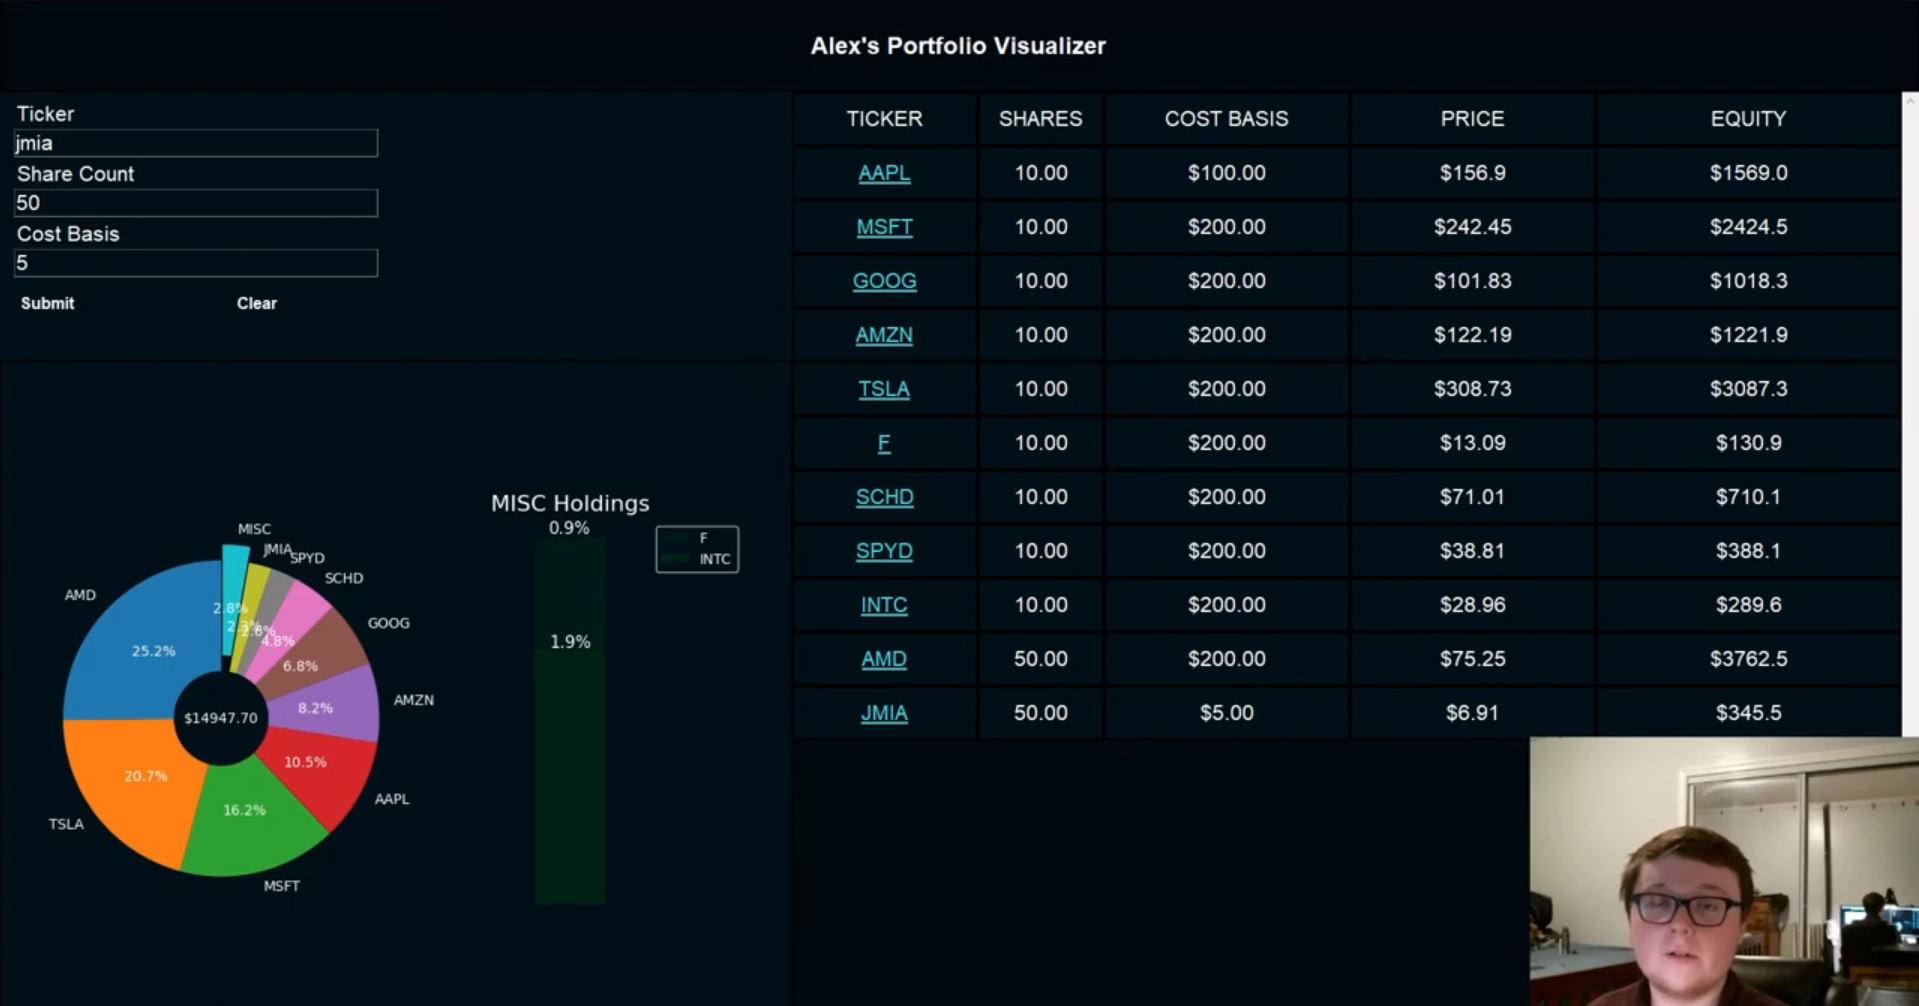 Alex's Portfolio Visualizer
Ticker
jmia
Share Count
50
Cost Basis
5
Submit Clear
TICKER SHARES COST BASIS PRICE EQUITY
AAPL 10.00 $100.00 $156.9 $1569.0
MSFT 10.00 $200.00 $242.45 $2424.5
GOOG 10.00 $200.00 $101.83 $1018.3
AMZN 10.00 $200.00 $122.19 $1221.9
TSLA 10.00 $200.00 $308.73 $3087.3
F 10.00 $200.00 $13.09 $130.9
SCHD 10.00 $200.00 $71.01 $710.1
SPYD 10.00 $200.00 $38.81 $388.1
INTC 10.00 $200.00 $28.96 $289.6
AMD 50.00 $200.00 $75.25 $3762.5
JMIA 50.00 $5.00 $6.91 $345.5
MISC
JMIA
SPYD
SCHD
AMD
GOOG
2.8%
2.3%
2.6%
4.8%
25.2%
6.8%
AMZN
8.2%
$14947.70
10.5%
20.7%
AAPL
16.2%
TSLA
MSFT
MISC Holdings
0.9%
F
INTC
1.9%